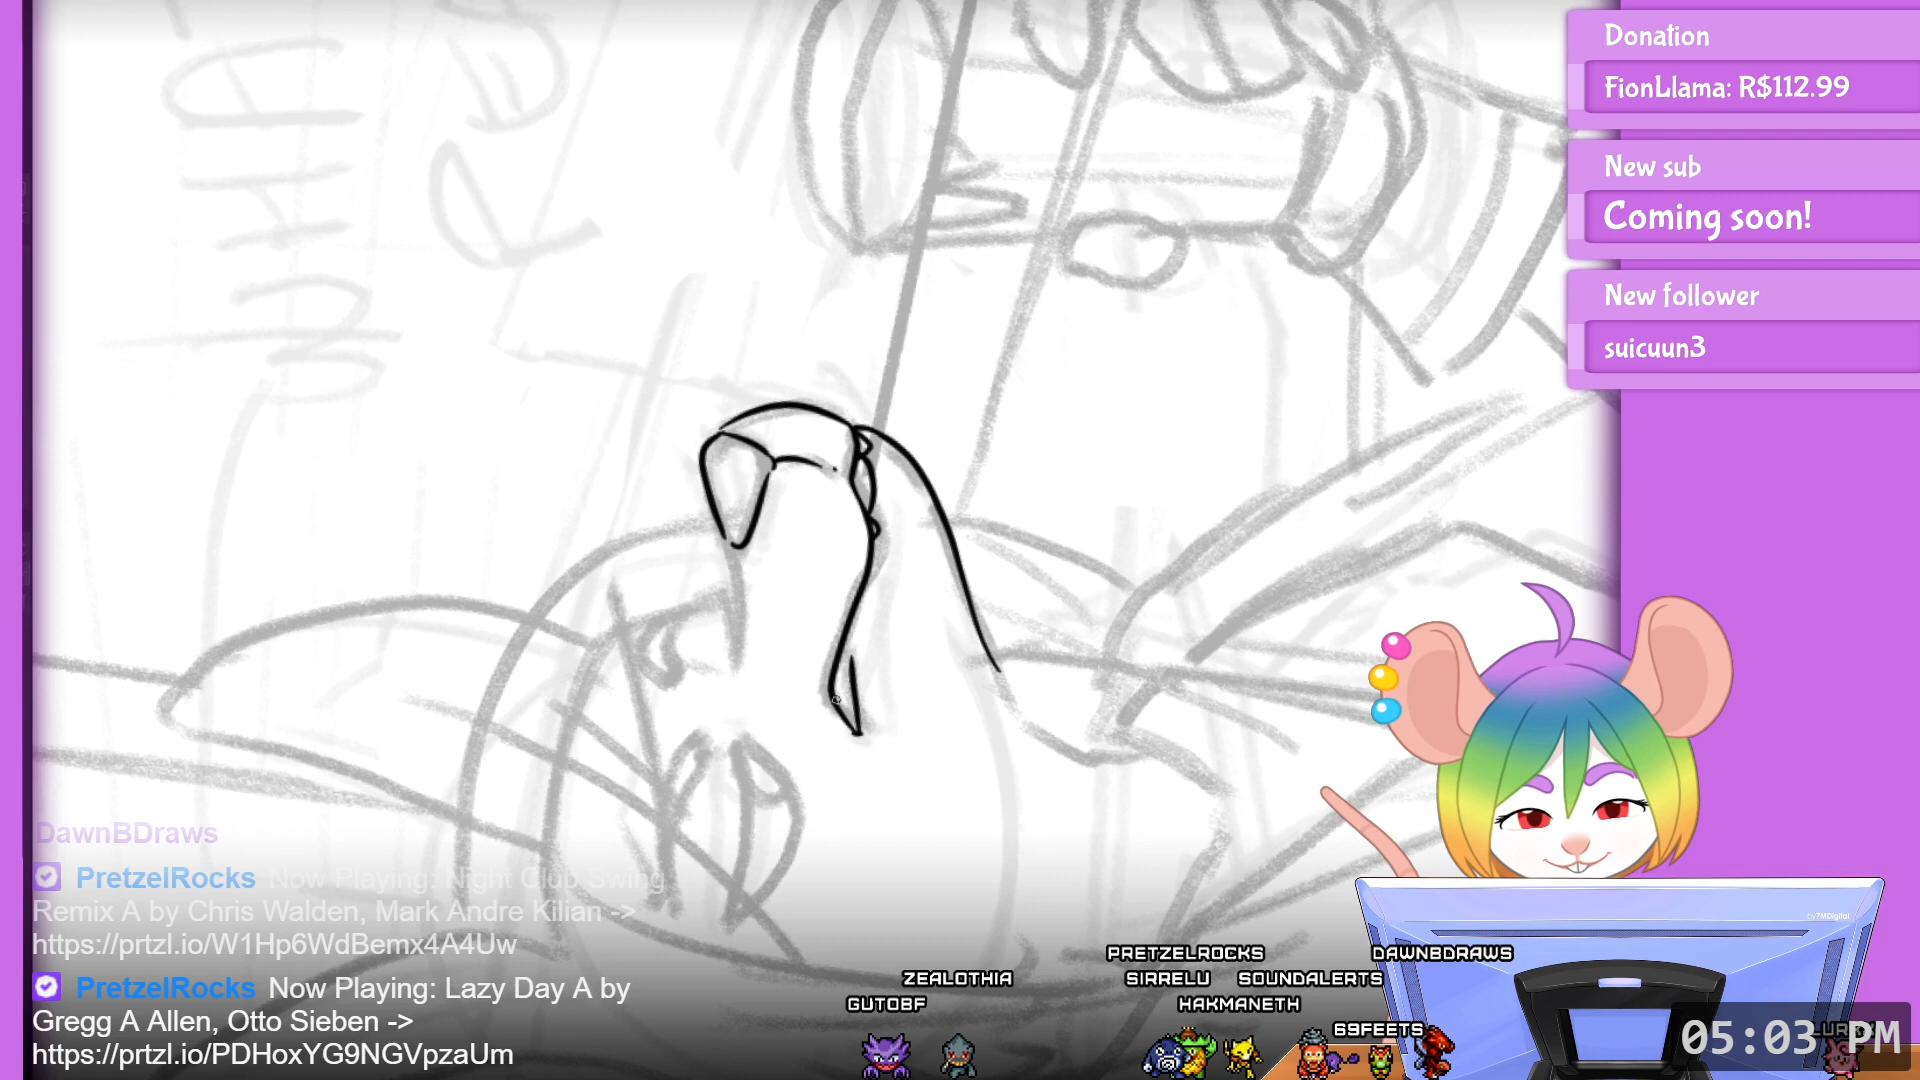 Donation
FionLlama: R$112.99
New sub
Coming soon!
New follower
suicuun3
DawnBDraws
PretzelRocks Now Playing: Night Club Swing
Remix A by Chris Walden, Mark Andre Kilian ->
https://prtzl.io/W1Hp6WdBemx4A4Uw
PretzelRocks Now Playing: Lazy Day A by
Gregg A Allen, Otto Sieben ->
https://prtzl.io/PDHoxYG9NGVpzaUm
by7MDigital
PRETZELROCKS
DAWNBDRAWS
ZEALOTHIA
SIRRELU
SOUNDALERTS
GUTOBF
HAKMANETH
69FEETS
05:03 PM